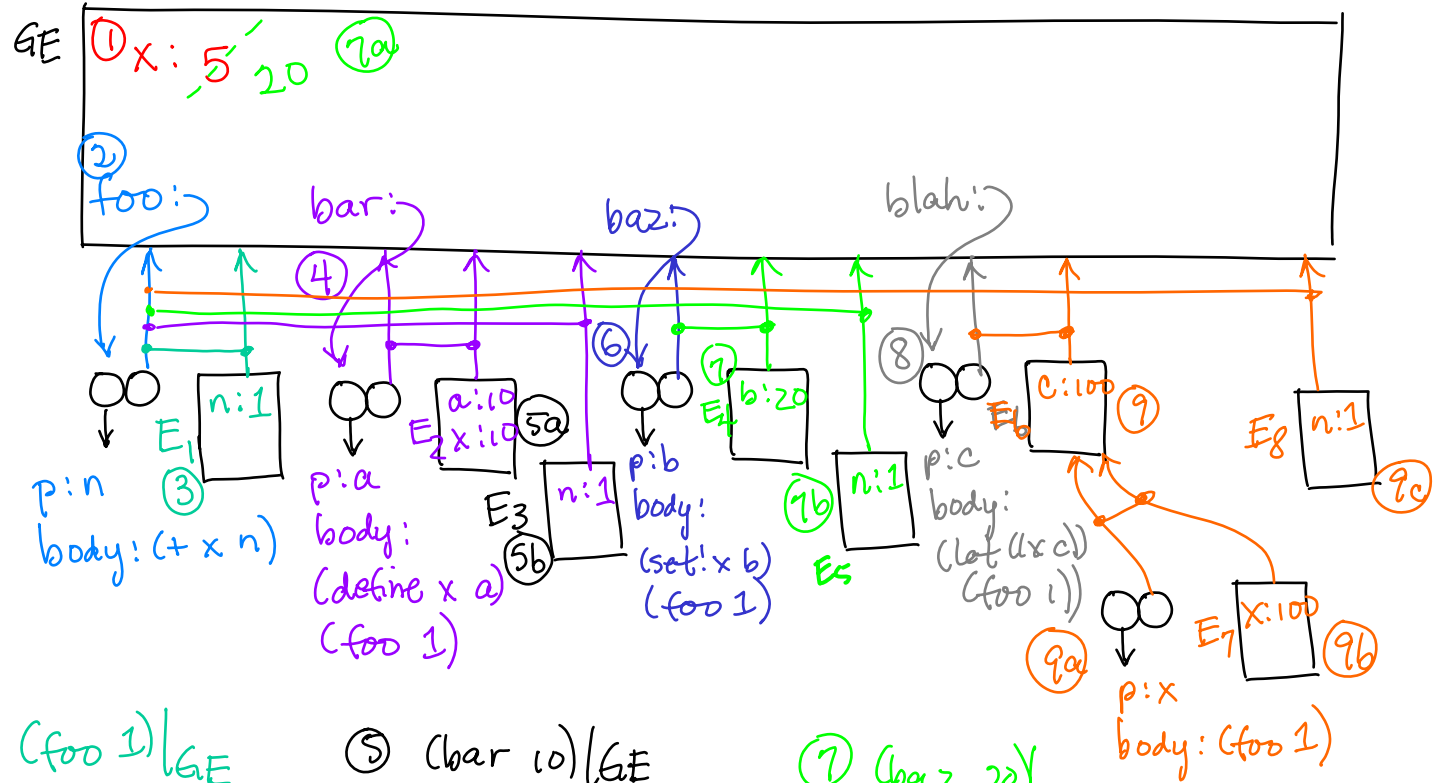 GE
① x: 5 20 ⑦a
②
foo:
bar:
baz:
blah:
④
⑥
⑧
n:1
E1
③
p:n
body: (+ x n)
a:10
x:10
E2
5a
p:a
body:
(define x a)
(foo 1)
n:1
E3
5b
⑦
b:20
E4
p:b
body:
(set! x b)
(foo 1)
n:1
7b
E5
c:100
E6
⑨
p:c
body:
(let ((x c))
(foo 1))
n:1
E8
9c
9a
p:x
body: (foo 1)
x:100
E7
9b
(foo 1)|GE
⑤ (bar 10)|GE
⑦ (baz 20)